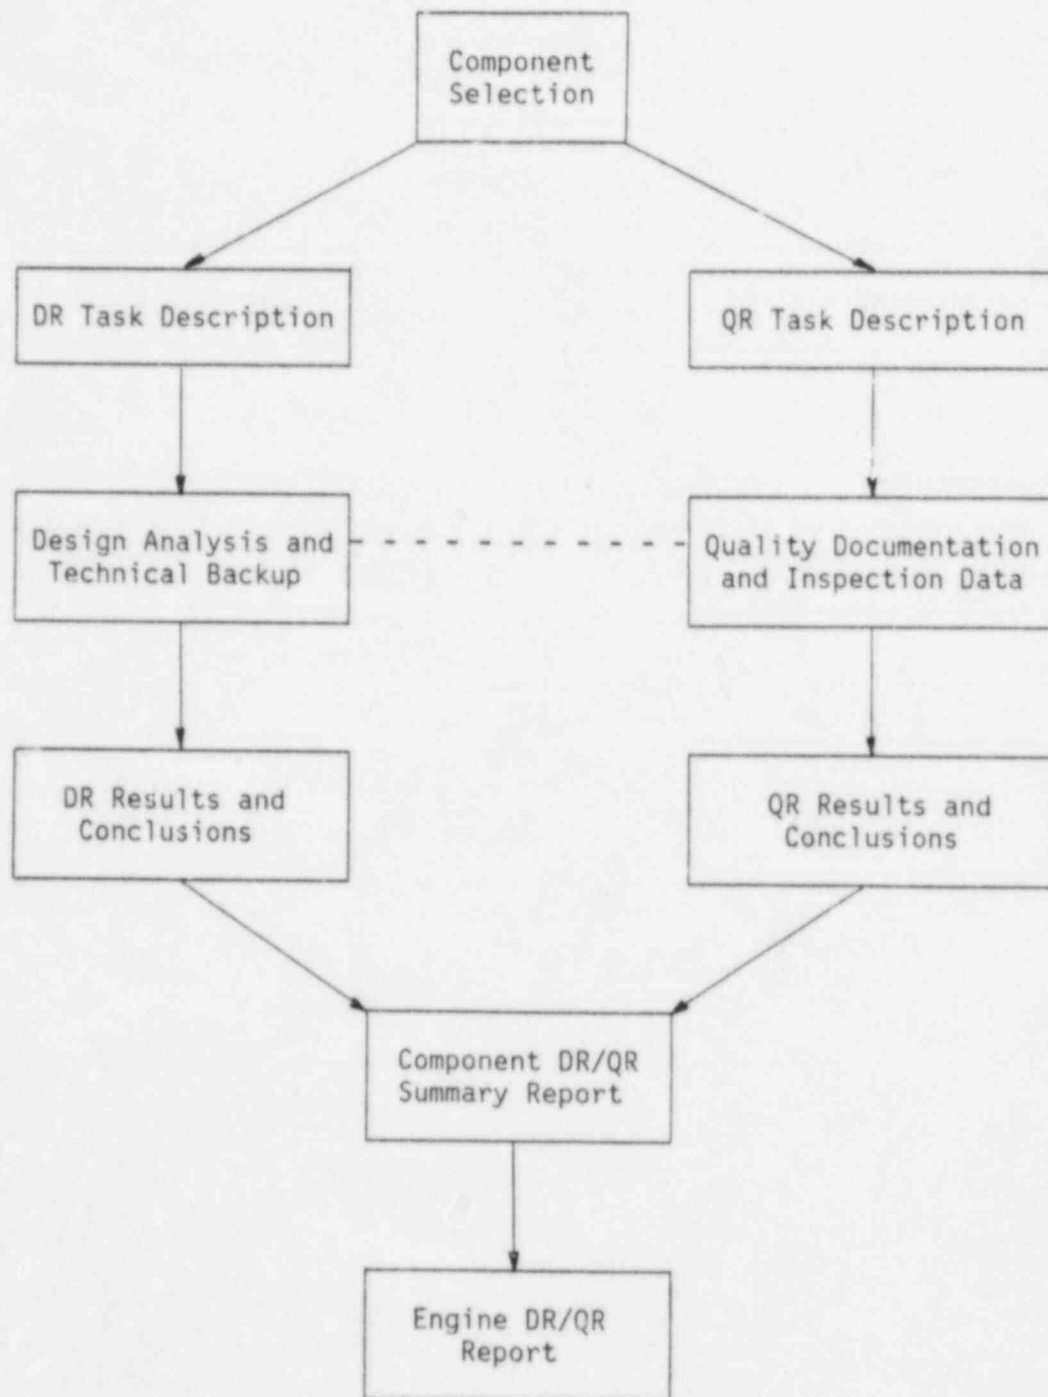 Component
Selection
DR Task Description
QR Task Description
Design Analysis and
Technical Backup
Quality Documentation
and Inspection Data
DR Results and
Conclusions
QR Results and
Conclusions
Component DR/QR
Summary Report
Engine DR/QR
Report